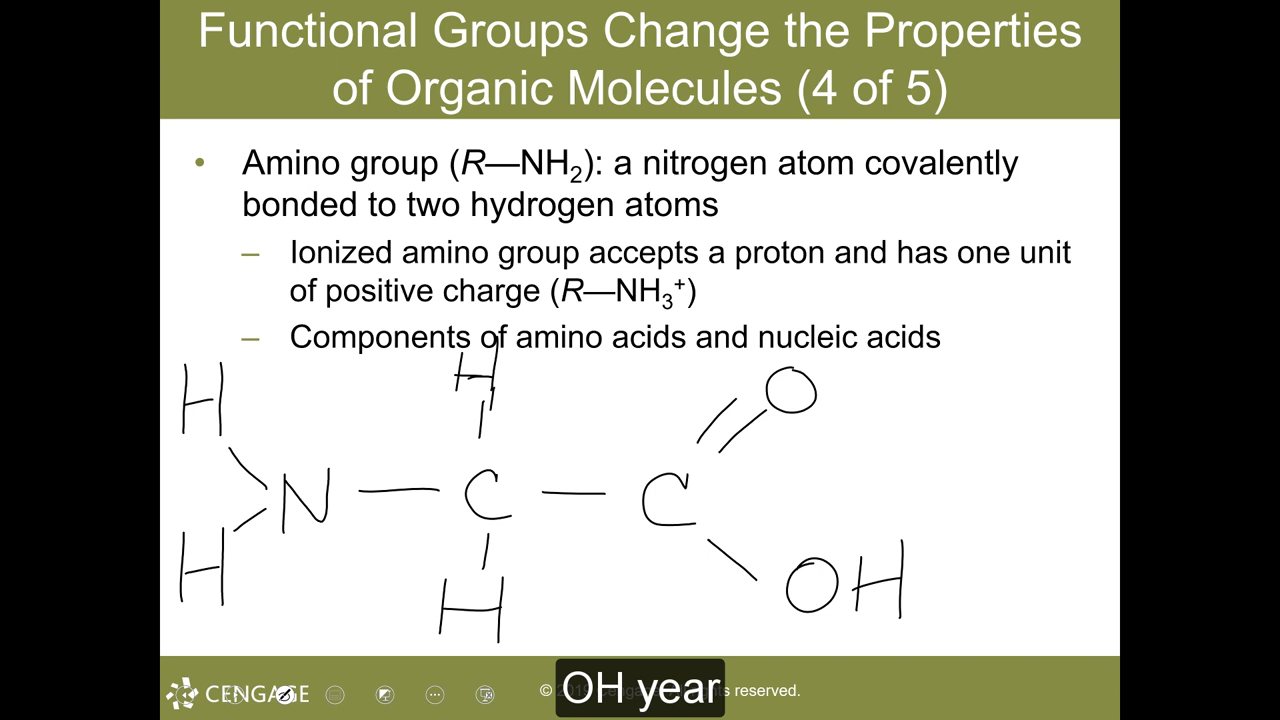 Functional Groups Change the Properties
of Organic Molecules (4 of 5)
• Amino group (R—NH₂): a nitrogen atom covalently
bonded to two hydrogen atoms
– Ionized amino group accepts a proton and has one unit
of positive charge (R—NH₃⁺)
– Components of amino acids and nucleic acids
H H O
N — C — C
H H OH
CENGAGE
© reserved.
OH year